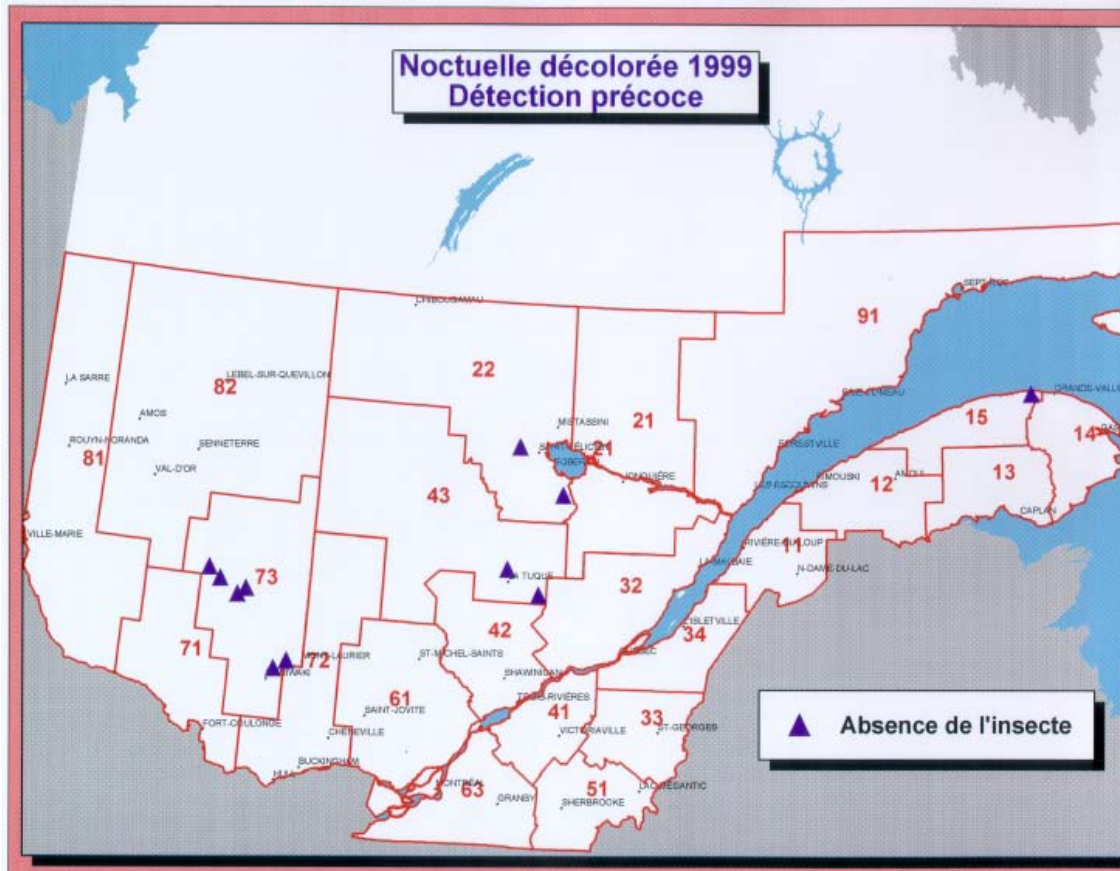 Noctuelle décolorée 1999
Détection précoce
CHIBOUGAMAU
91
LA SARRE
LEBEL-SUR-QUEVILLON
82
22
21
GRANDE-VALLÉE
AMOS
MISTASSINI
15
14
ROUYN-NORANDA
SENNETERRE
81
VAL-D'OR
43
21
JONQUIÈRE
FORESTVILLE
LES ESCOUMINS
RIMOUSKI
AMQUI
12
13
CAPLAN
VILLE-MARIE
73
LA TUQUE
32
LA MALBAIE
RIVIÈRE-DU-LOUP
11
N-DAME-DU-LAC
71
72
MONT-LAURIER
42
L'ISLETVILLE
34
ST-MICHEL-SAINTS
SHAWINIGAN
61
SAINT-JOVITE
TROIS-RIVIÈRES
41
VICTORIAVILLE
33
ST-GEORGES
FORT-COULONGE
CHENEVILLE
BUCKINGHAM
HULL
MONTRÉAL
63
GRANBY
51
SHERBROOKE
LAC-MÉGANTIC
Absence de l'insecte